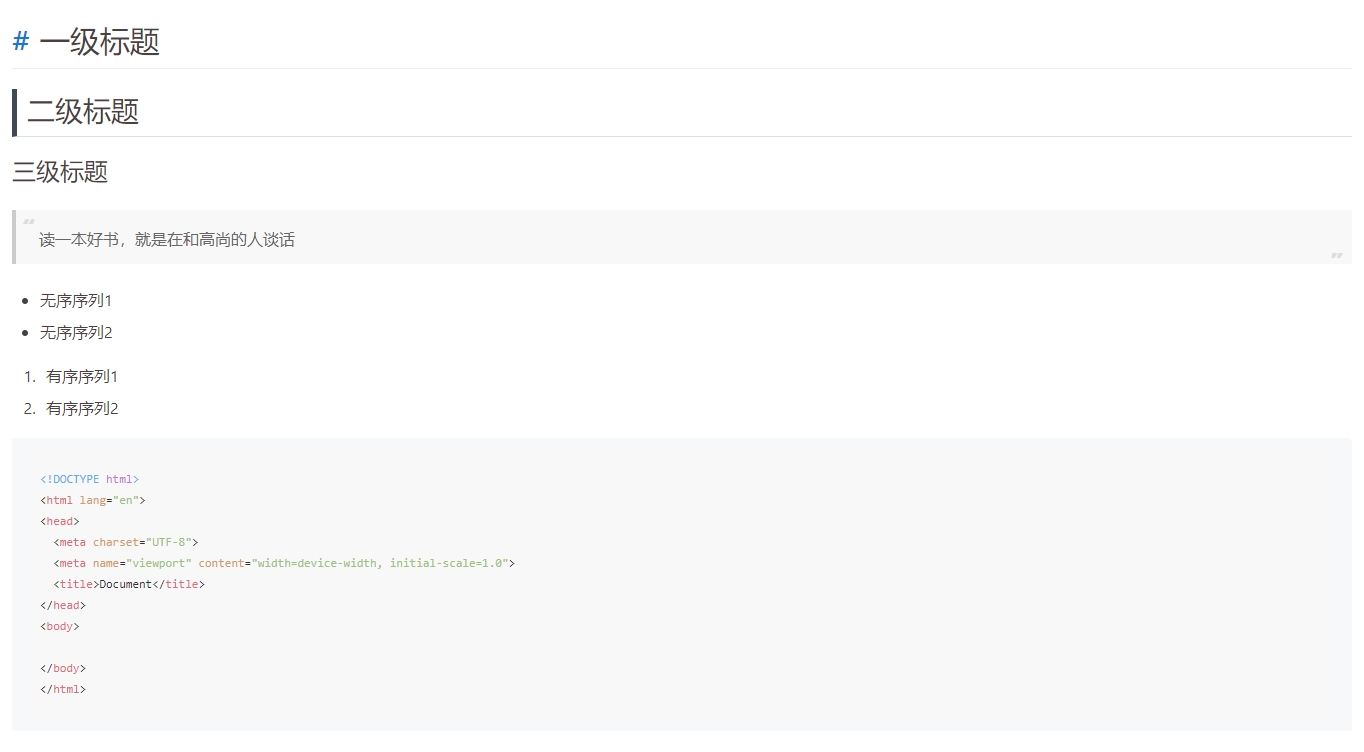 # 一级标题
二级标题
三级标题
“
读一本好书，就是在和高尚的人谈话
”
• 无序序列1
• 无序序列2
1. 有序序列1
2. 有序序列2
<!DOCTYPE html>
<html lang="en">
<head>
  <meta charset="UTF-8">
  <meta name="viewport" content="width=device-width, initial-scale=1.0">
  <title>Document</title>
</head>
<body>

</body>
</html>